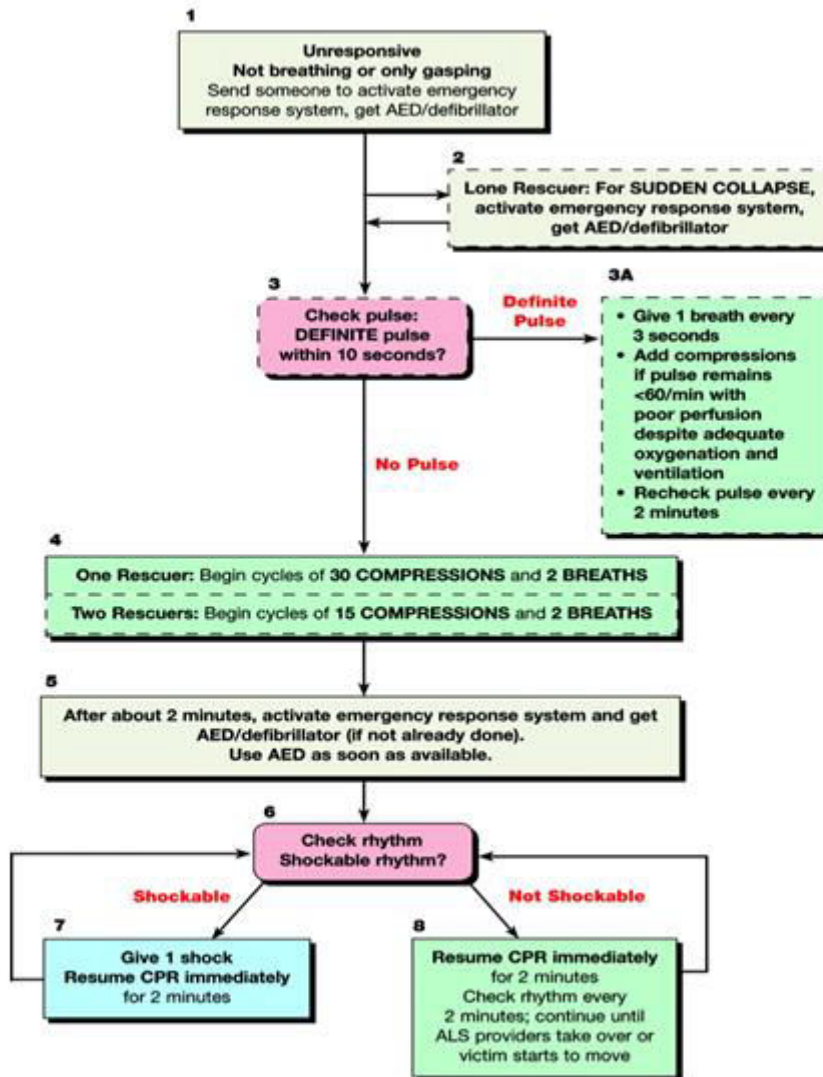 1
Unresponsive
Not breathing or only gasping
Send someone to activate emergency
response system, get AED/defibrillator
2
Lone Rescuer: For SUDDEN COLLAPSE,
activate emergency response system,
get AED/defibrillator
3
Check pulse:
DEFINITE pulse
within 10 seconds?
Definite
Pulse
3A
• Give 1 breath every
3 seconds
• Add compressions
if pulse remains
<60/min with
poor perfusion
despite adequate
oxygenation and
ventilation
• Recheck pulse every
2 minutes
No Pulse
4
One Rescuer: Begin cycles of 30 COMPRESSIONS and 2 BREATHS
Two Rescuers: Begin cycles of 15 COMPRESSIONS and 2 BREATHS
5
After about 2 minutes, activate emergency response system and get
AED/defibrillator (if not already done).
Use AED as soon as available.
6
Check rhythm
Shockable rhythm?
Shockable
Not Shockable
7
Give 1 shock
Resume CPR immediately
for 2 minutes
8
Resume CPR immediately
for 2 minutes
Check rhythm every
2 minutes; continue until
ALS providers take over or
victim starts to move